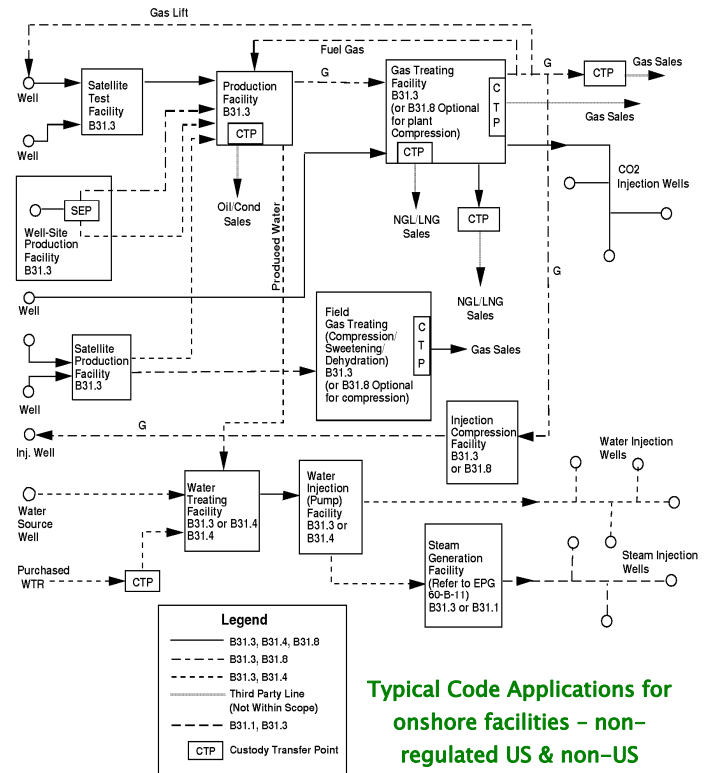 Gas Lift
Fuel Gas
G
G
Gas Sales
CTP
Well
Satellite
Test
Facility
B31.3
Production
Facility
B31.3
CTP
Gas Treating
Facility
B31.3
(or B31.8 Optional
for plant
Compression)
C
T
P
CTP
Gas Sales
Well
Oil/Cond
Sales
NGL/LNG
Sales
CTP
CO2
Injection Wells
SEP
Well-Site
Production
Facility
B31.3
Produced Water
G
NGL/LNG
Sales
Well
Field
Gas Treating
(Compression/
Sweetening/
Dehydration)
B31.3
(or B31.8 Optional
for compression)
C
T
P
Gas Sales
Satellite
Production
Facility
B31.3
Well
G
Inj. Well
Injection
Compression
Facility
B31.3
or B31.8
Water Injection
Wells
Water
Treating
Facility
B31.3 or B31.4
B31.4
Water
Injection
(Pump)
Facility
B31.3 or
B31.4
Water
Source
Well
Steam
Generation
Facility
(Refer to EPG
60-B-11)
B31.3 or B31.1
Steam Injection
Wells
Purchased
WTR
CTP
Legend
B31.3, B31.4, B31.8
B31.3, B31.8
B31.3, B31.4
Third Party Line
(Not Within Scope)
B31.1, B31.3
CTP Custody Transfer Point
Typical Code Applications for
onshore facilities – non-
regulated US & non-US